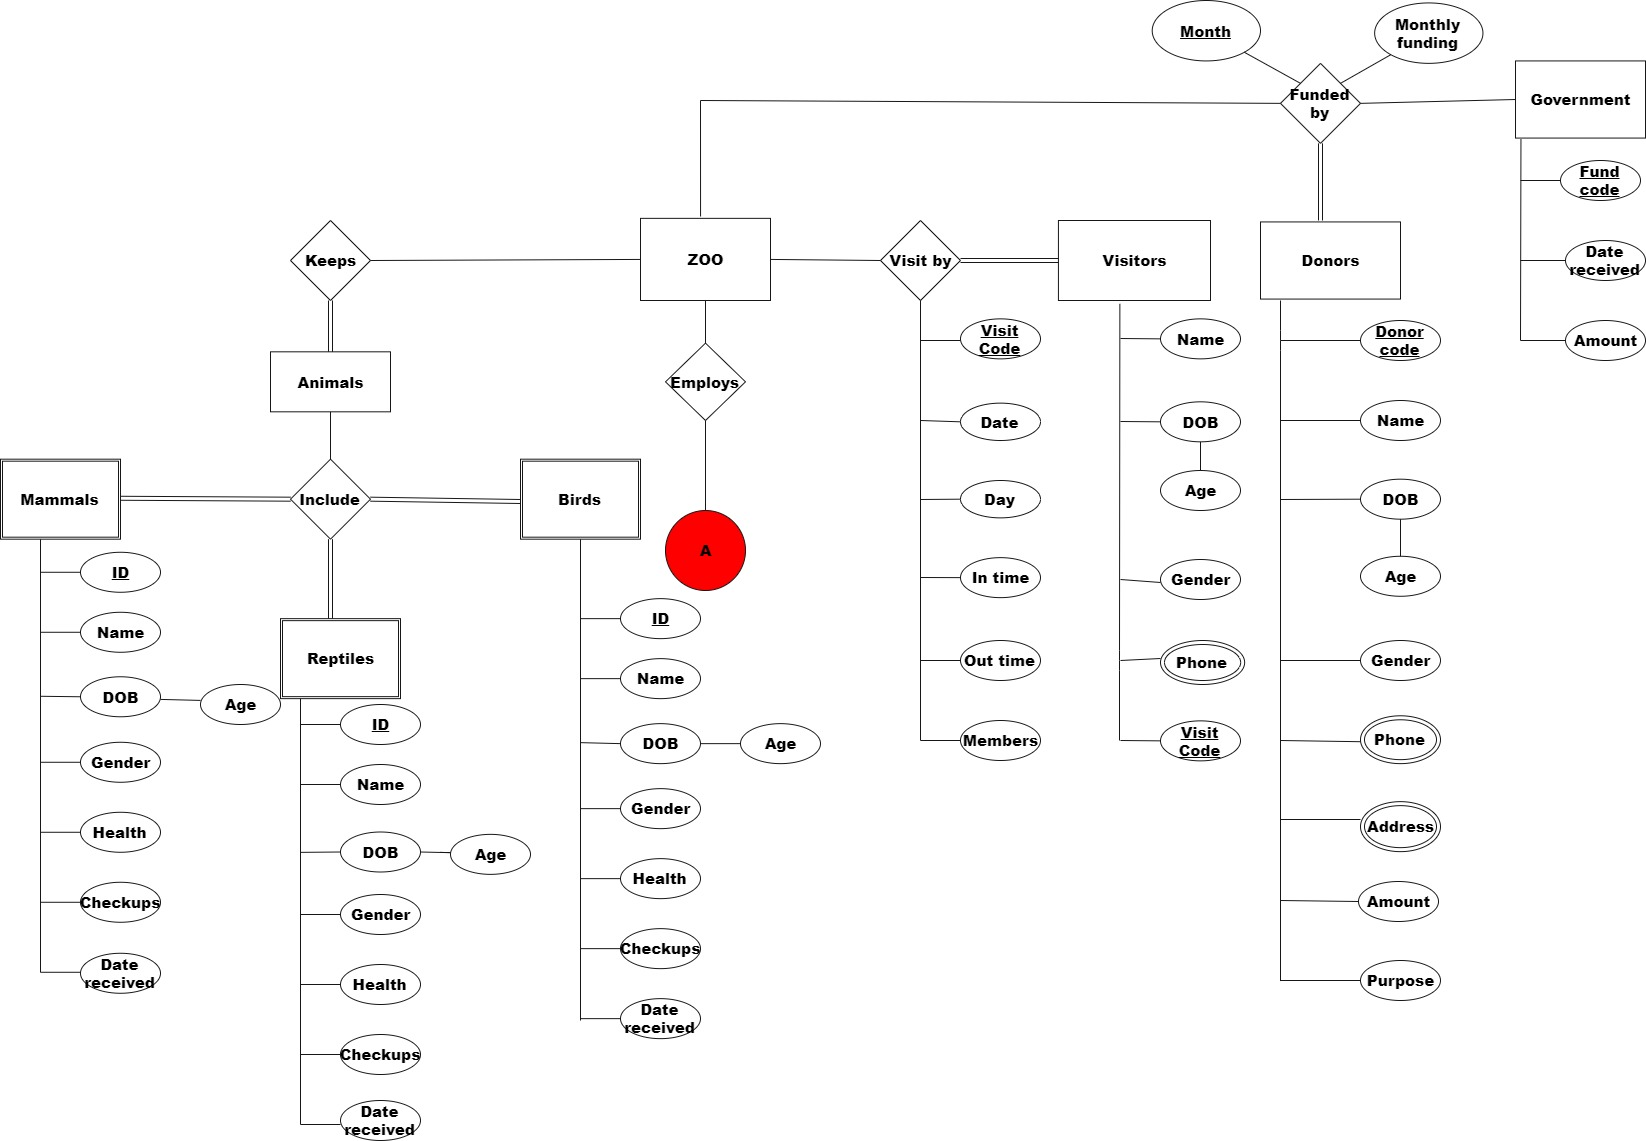 Month
Monthly
funding
Funded
by
Government
Fund
code
Date
received
Amount
Keeps
ZOO
Visit by
Visitors
Donors
Animals
Employs
Mammals
Include
Birds
A
Reptiles
ID
Name
DOB
Age
Gender
Health
Checkups
Date
received
ID
Name
DOB
Age
Gender
Health
Checkups
Date
received
ID
Name
DOB
Age
Gender
Health
Checkups
Date
received
Visit
Code
Date
Day
In time
Out time
Members
Name
DOB
Age
Gender
Phone
Visit
Code
Donor
code
Name
DOB
Age
Gender
Phone
Address
Amount
Purpose